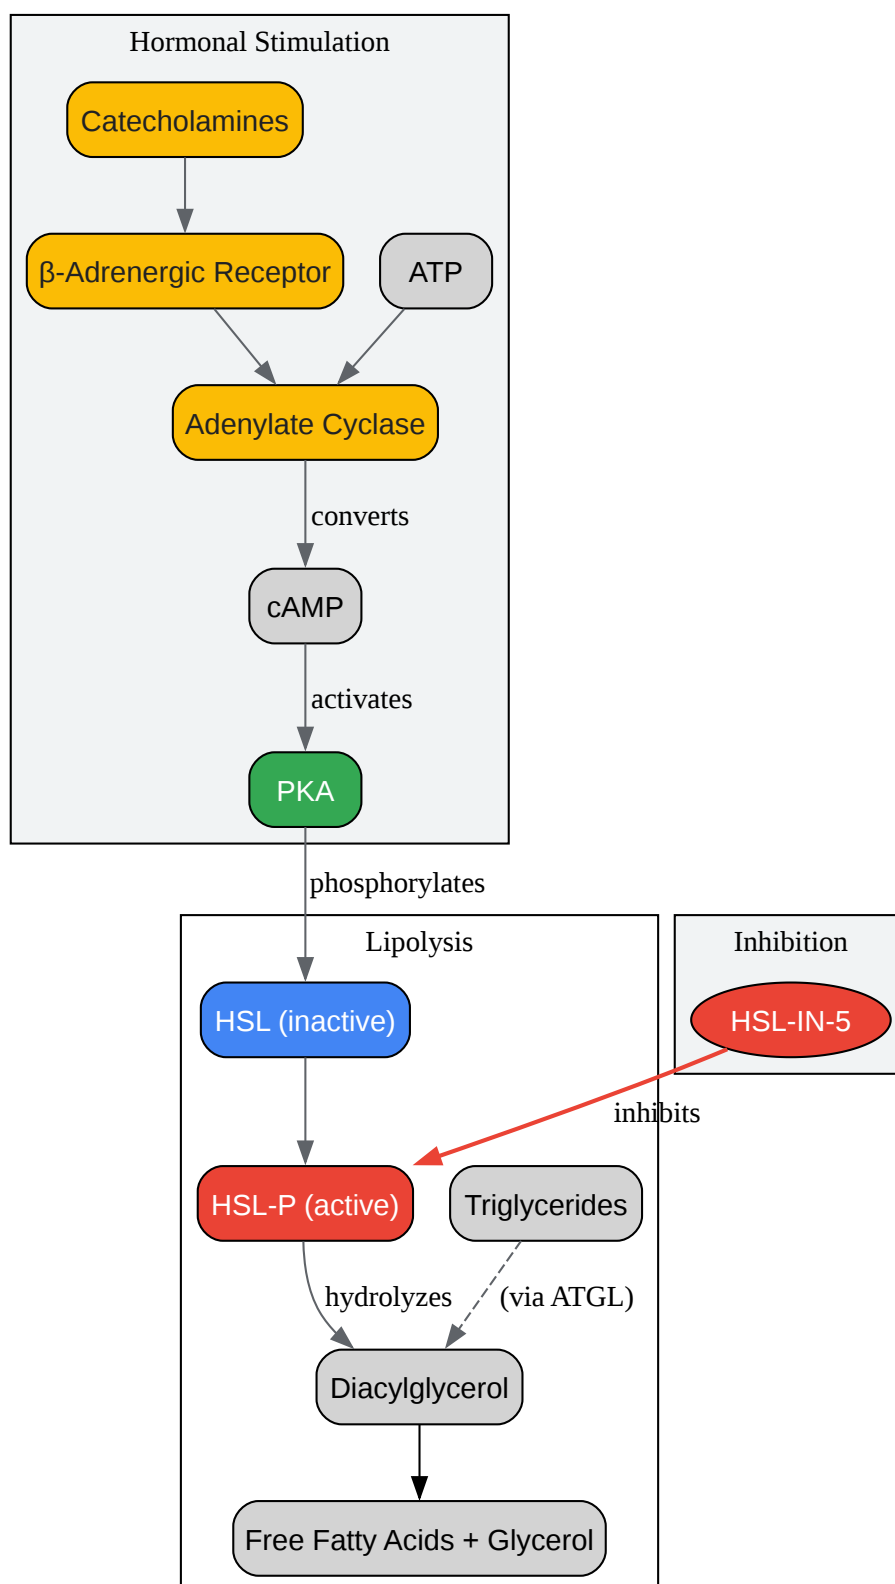 Hormonal Stimulation
Catecholamines
β-Adrenergic Receptor
ATP
Adenylate Cyclase
converts
cAMP
activates
PKA
phosphorylates
Lipolysis
Inhibition
HSL (inactive)
HSL-IN-5
inhibits
HSL-P (active)
Triglycerides
hydrolyzes
(via ATGL)
Diacylglycerol
Free Fatty Acids + Glycerol